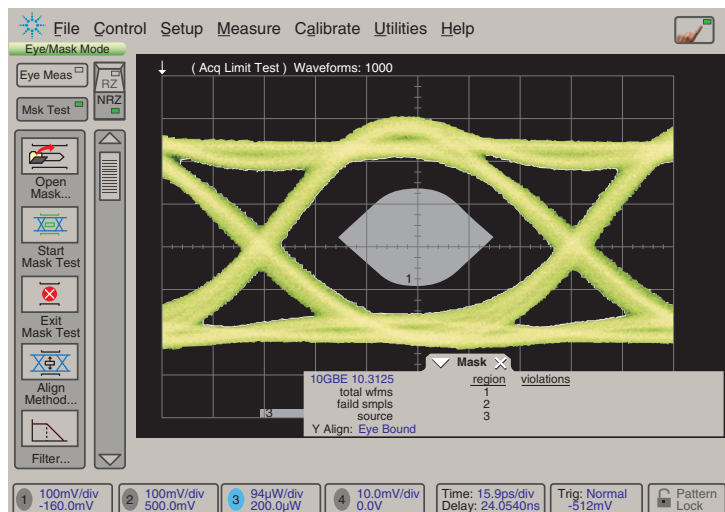 File Control Setup Measure Calibrate Utilities Help
Eye/Mask Mode
Eye Meas
RZ
NRZ
Msk Test
Open
Mask...
Start
Mask Test
Exit
Mask Test
Align
Method...
Filter...
( Acq Limit Test ) Waveforms: 1000
1
3
Mask
10GBE 10.3125 region violations
total wfms 1
faild smpls 2
source 3
Y Align: Eye Bound
1 100mV/div
-160.0mV
2 100mV/div
500.0mV
3 94µW/div
200.0µW
4 10.0mV/div
0.0V
Time: 15.9ps/div
Delay: 24.0540ns
Trig: Normal
-512mV
Pattern
Lock